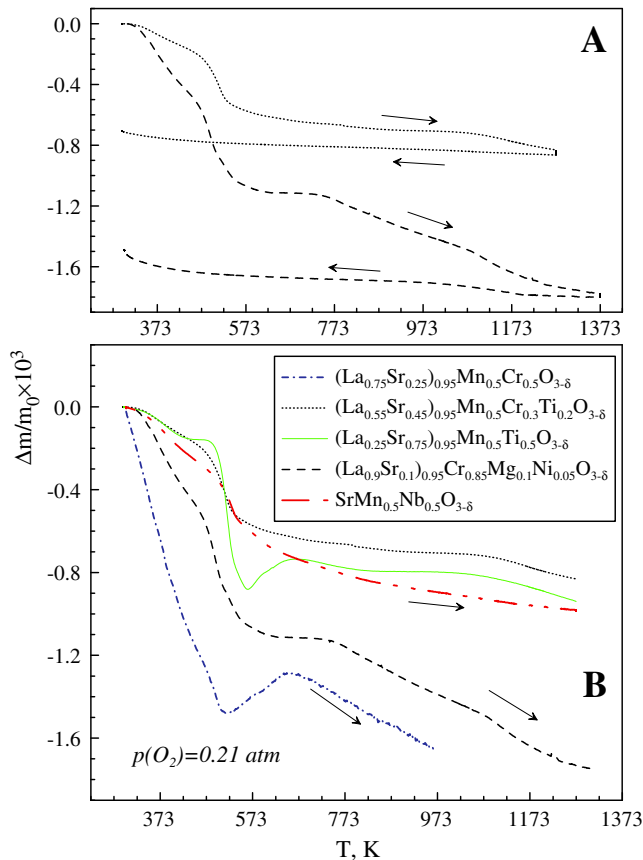 A
0.0
-0.4
-0.8
-1.2
-1.6
373 573 773 973 1173 1373
Δm/m₀×10³
(La₀.₇₅Sr₀.₂₅)₀.₉₅Mn₀.₅Cr₀.₅O₃₋δ
(La₀.₅₅Sr₀.₄₅)₀.₉₅Mn₀.₅Cr₀.₃Ti₀.₂O₃₋δ
(La₀.₂₅Sr₀.₇₅)₀.₉₅Mn₀.₅Ti₀.₅O₃₋δ
(La₀.₉Sr₀.₁)₀.₉₅Cr₀.₈₅Mg₀.₁Ni₀.₀₅O₃₋δ
SrMn₀.₅Nb₀.₅O₃₋δ
0.0
-0.4
-0.8
-1.2
-1.6
B
p(O₂)=0.21 atm
373 573 773 973 1173 1373
T, K